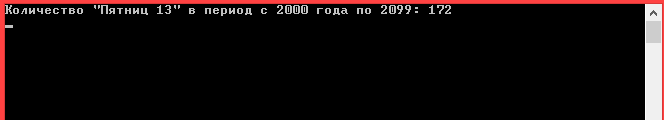 Количество "Пятниц 13" в период с 2000 года по 2099: 172